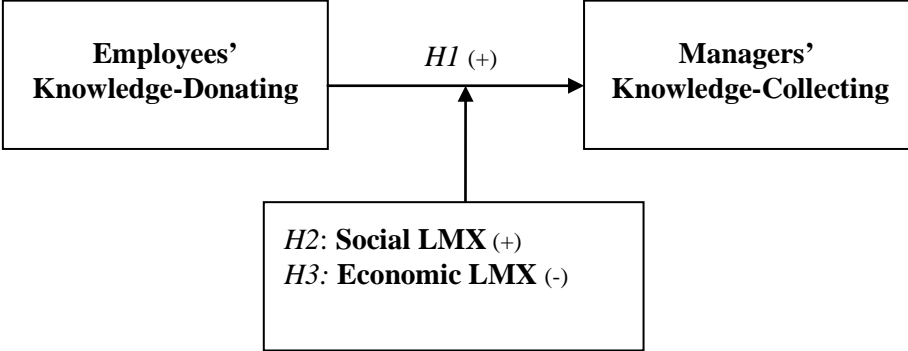 Employees’
Knowledge-Donating
H1 (+)
Managers’
Knowledge-Collecting
H2: Social LMX (+)
H3: Economic LMX (-)